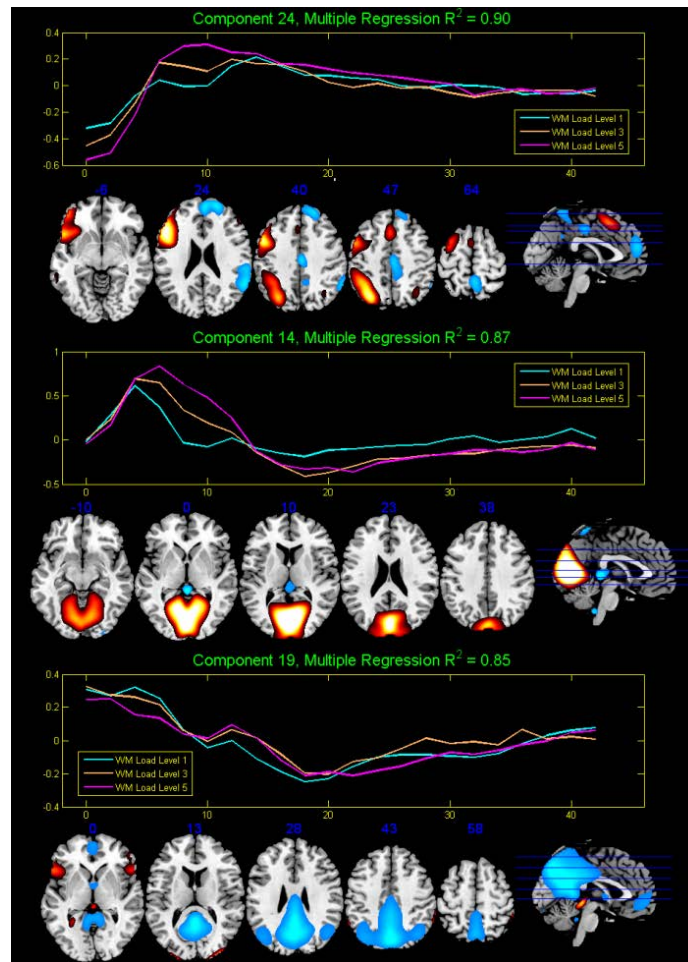 Component 24, Multiple Regression R² = 0.90
0.4
0.2
0
-0.2
-0.4
-0.6
WM Load Level 1
WM Load Level 3
WM Load Level 5
0 10 20 30 40
-6 24 40 47 64
Component 14, Multiple Regression R² = 0.87
1
0.5
0
-0.5
WM Load Level 1
WM Load Level 3
WM Load Level 5
0 10 20 30 40
-10 0 10 23 38
Component 19, Multiple Regression R² = 0.85
0.4
0.2
0
-0.2
-0.4
WM Load Level 1
WM Load Level 3
WM Load Level 5
0 10 20 30 40
0 13 28 43 58